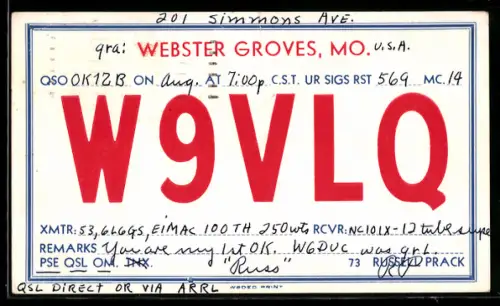 201 Simmons Ave.
qra: WEBSTER GROVES, MO. U.S.A.
QSO OK1ZB ON Aug. AT 7:00p C.S.T. UR SIGS RST 569 MC. 14
W9VLQ
XMTR: 53, 6L6GS, EIMAC 100TH 250wts RCVR: NC101X-12 tube super
REMARKS You are my 1st OK. W6DUC was qrl.
PSE QSL OM. TNX. "Russ" 73 RUSSELL PRACK
QSL DIRECT OR VIA ARRL